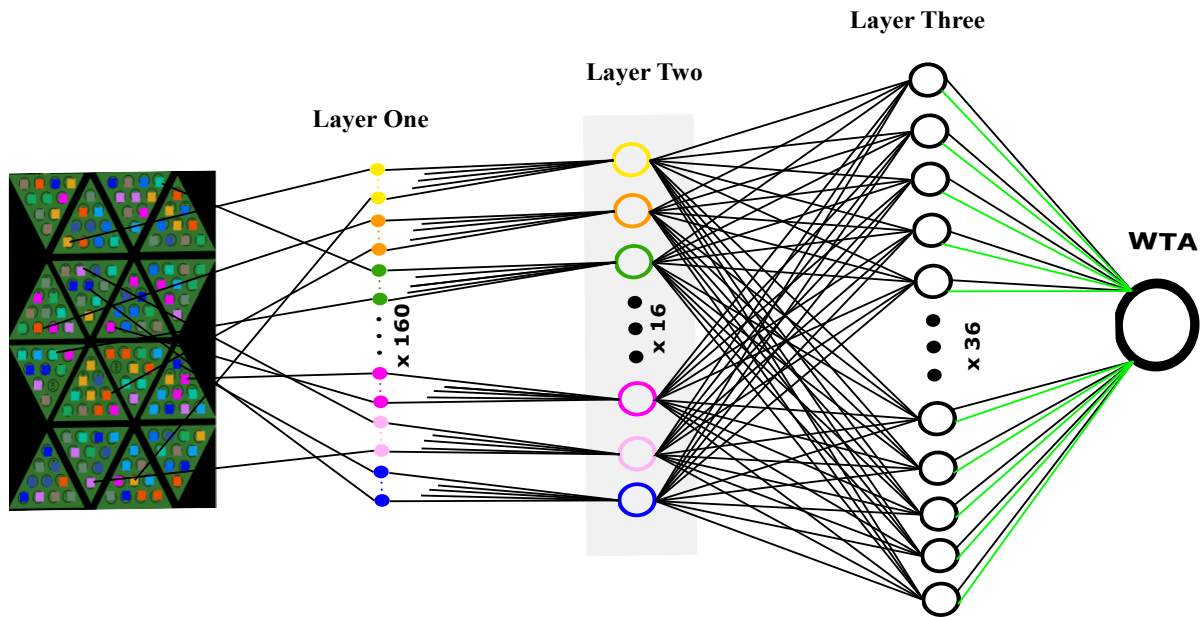 Layer Three
Layer Two
Layer One
WTA
x 160
x 16
x 36